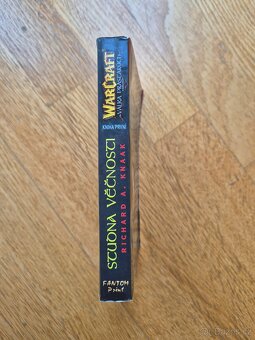 WARCRAFT
VÁLKA PRASTARÝCH
KNIHA PRVNÍ
STUDNA VĚČNOSTI
RICHARD A. KNAAK
FANTOM
Print